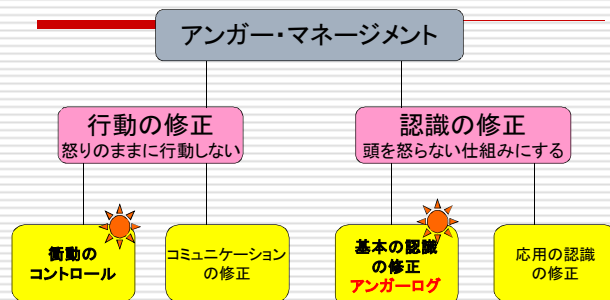 アンガー・マネージメント
行動の修正
怒りのままに行動しない
認識の修正
頭を怒らない仕組みにする
衝動の
コントロール
コミュニケーション
の修正
基本の認識
の修正
アンガーログ
応用の認識
の修正